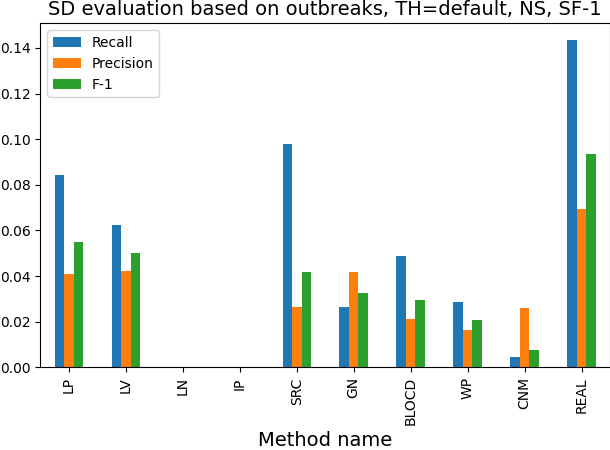 SD evaluation based on outbreaks, TH=default, NS, SF-1
Recall
Precision
F-1
0.14
0.12
0.10
0.08
0.06
0.04
0.02
0.00
LP
LV
LN
IP
SRC
GN
BLOCD
WP
CNM
REAL
Method name